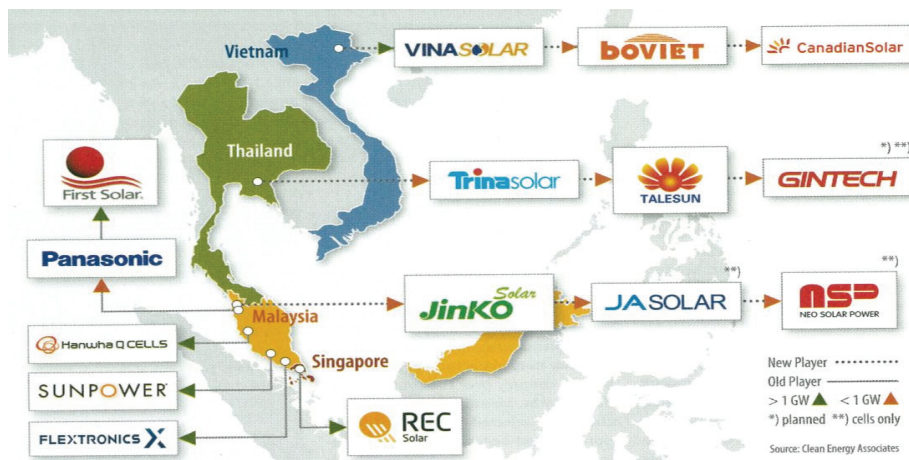 Vietnam
VINASOLAR
BOVIET
CanadianSolar
Thailand
*) **)
First Solar.
Trinasolar
TALESUN
GINTECH
Panasonic
**)
**)
Malaysia
Solar
JinKO
JA SOLAR
NSP
NEO SOLAR POWER
Hanwha Q CELLS
Singapore
SUNPOWER®
New Player
Old Player
> 1 GW < 1 GW
*) planned **) cells only
FLEXTRONICS X
REC
Solar
Source: Clean Energy Associates